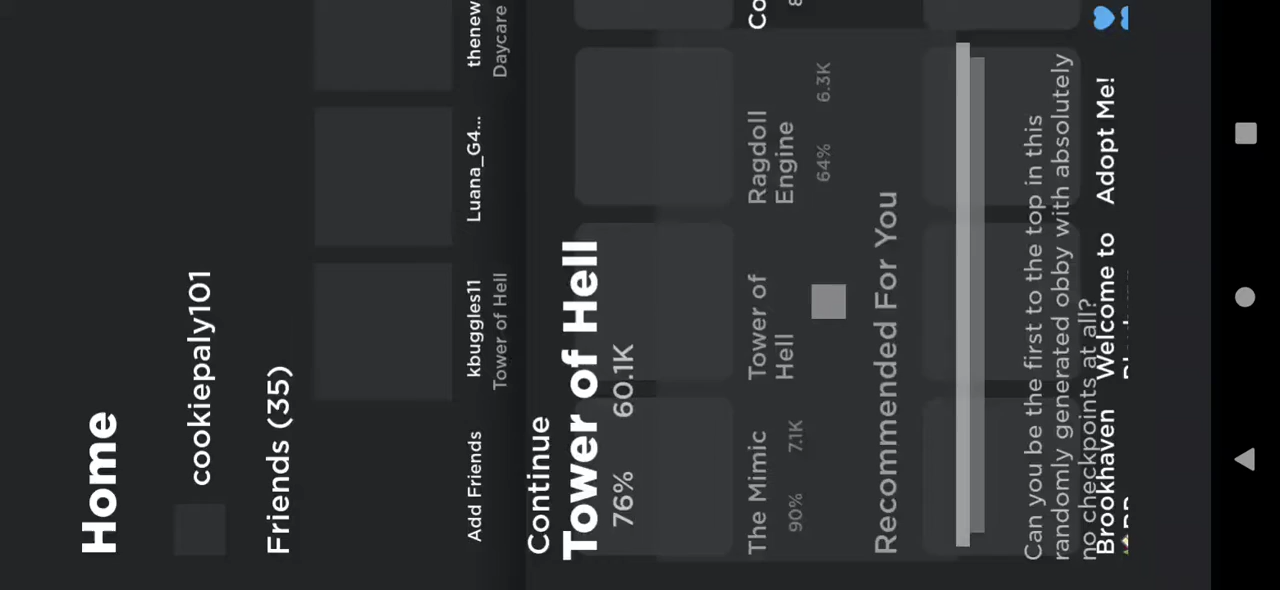 Home
cookiepaly101
Friends (35)
Add Friends
kbuggles11
Tower of Hell
Luana_G4...
thenew
Daycare
Continue
Tower of Hell
76% 60.1K
The Mimic
90% 7.1K
Tower of
Hell
Ragdoll
Engine
64% 6.3K
Co
Recommended For You
Can you be the first to the top in this
randomly generated obby with absolutely
no checkpoints at all?
Brookhaven
Welcome to
Adopt Me!